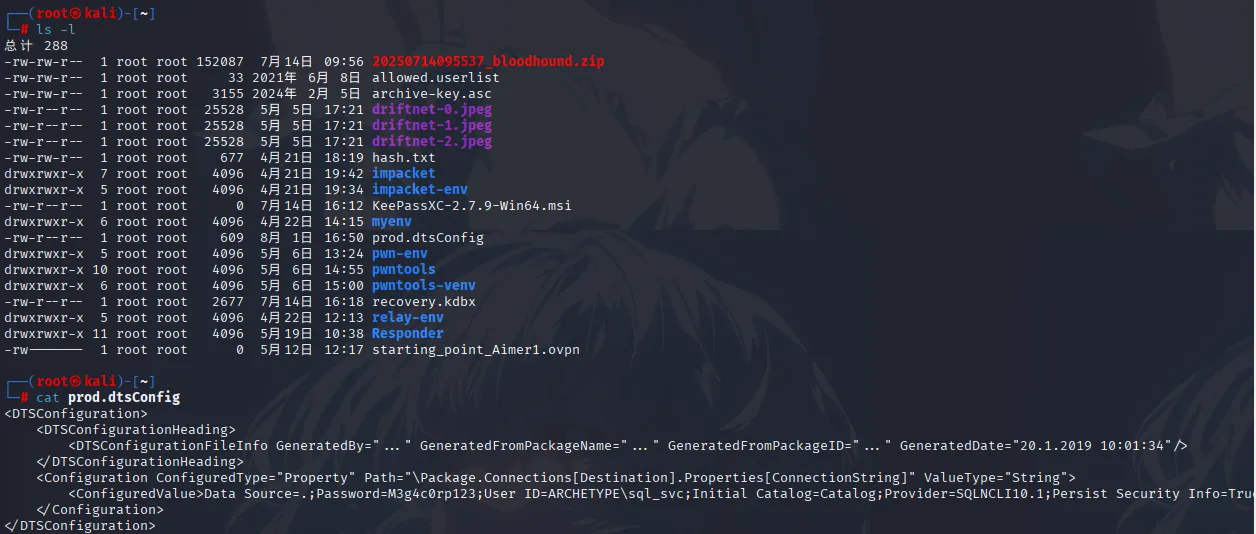 ┌──(root㉿kali)-[~]
└─# ls -l
总计 288
-rw-rw-r-- 1 root root 152087 7月14日 09:56 20250714095537_bloodhound.zip
-rw-rw-r-- 1 root root 33 2021年 6月 8日 allowed.userlist
-rw-rw-r-- 1 root root 3155 2024年 2月 5日 archive-key.asc
-rw-r--r-- 1 root root 25528 5月 5日 17:21 driftnet-0.jpeg
-rw-r--r-- 1 root root 25528 5月 5日 17:21 driftnet-1.jpeg
-rw-r--r-- 1 root root 25528 5月 5日 17:21 driftnet-2.jpeg
-rw-rw-r-- 1 root root 677 4月21日 18:19 hash.txt
drwxrwxr-x 7 root root 4096 4月21日 19:42 impacket
drwxrwxr-x 5 root root 4096 4月21日 19:34 impacket-env
-rw-rw-r-- 1 root root 0 7月14日 16:12 KeePassXC-2.7.9-Win64.msi
drwxrwxr-x 6 root root 4096 4月22日 14:15 myenv
-rw-r--r-- 1 root root 609 8月 1日 16:50 prod.dtsConfig
drwxrwxr-x 5 root root 4096 5月 6日 13:24 pwn-env
drwxrwxr-x 10 root root 4096 5月 6日 14:55 pwntools
drwxrwxr-x 6 root root 4096 5月 6日 15:00 pwntools-venv
-rw-r--r-- 1 root root 2677 7月14日 16:18 recovery.kdbx
drwxrwxr-x 5 root root 4096 4月22日 12:13 relay-env
drwxrwxr-x 11 root root 4096 5月19日 10:38 Responder
-rw------- 1 root root 0 5月12日 12:17 starting_point_Aimer1.ovpn
┌──(root㉿kali)-[~]
└─# cat prod.dtsConfig
<DTSConfiguration>
    <DTSConfigurationHeading>
        <DTSConfigurationFileInfo GeneratedBy="..." GeneratedFromPackageName="..." GeneratedFromPackageID="..." GeneratedDate="20.1.2019 10:01:34"/>
    </DTSConfigurationHeading>
    <Configuration ConfiguredType="Property" Path="\Package.Connections[Destination].Properties[ConnectionString]" ValueType="String">
        <ConfiguredValue>Data Source=.;Password=M3g4c0rp123;User ID=ARCHETYPE\sql_svc;Initial Catalog=Catalog;Provider=SQLNCLI10.1;Persist Security Info=True
    </Configuration>
</DTSConfiguration>